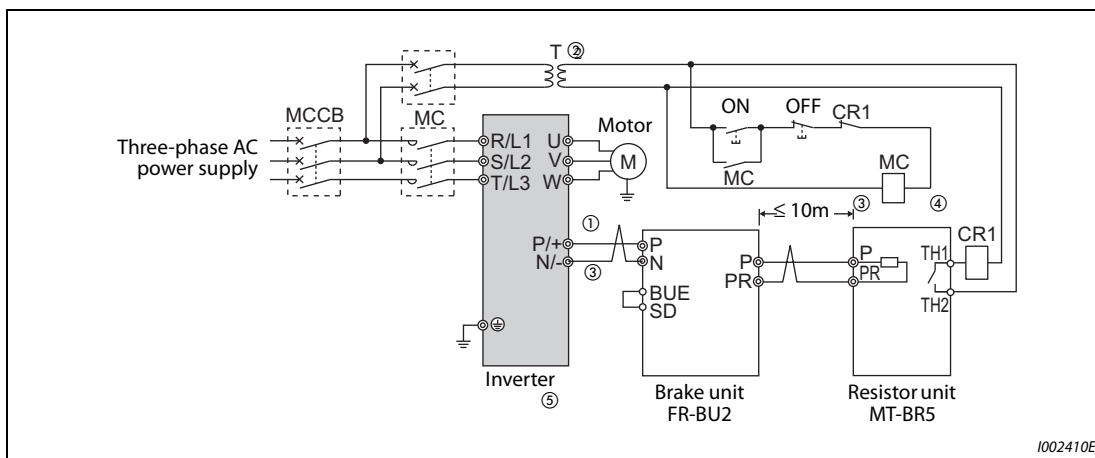 T ②
MCCB
MC
ON
OFF
CR1
MC
MC
Three-phase AC
power supply
R/L1
S/L2
T/L3
U
V
W
Motor
M
①
P/+
N/-
③
P
N
BUE
SD
P
PR
≤ 10m
③
④
P
PR
TH1
TH2
CR1
Inverter
⑤
Brake unit
FR-BU2
Resistor unit
MT-BR5
I002410E